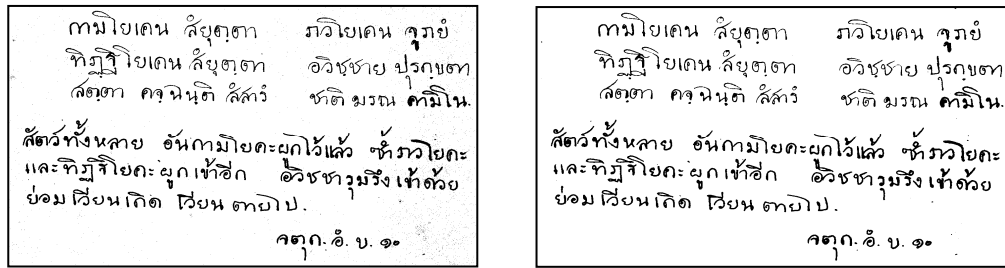 กามโยเคน สํยุตฺตา ภวโยเคน จูภยํ
ทิฏฺฐิโยเคน สํยุตฺตา อวิชฺชาย ปุรกฺขตา
สตฺตา คจฺฉนฺติ สํสารํ ชาติ มรณ คามิโน.
สัตว์ทั้งหลาย อันกามโยคะผูกไว้แล้ว ซ้ำภวโยคะ
และทิฏฐิโยคะ ผูกเข้าอีก อวิชชารุมรึงเข้าด้วย
ย่อมเวียนเกิด เวียนตายไป.
จตุก. อํ. บ. ๑๐
กามโยเคน สํยุตฺตา ภวโยเคน จูภยํ
ทิฏฺฐิโยเคน สํยุตฺตา อวิชฺชาย ปุรกฺขตา
สตฺตา คจฺฉนฺติ สํสารํ ชาติ มรณ คามิโน.
สัตว์ทั้งหลาย อันกามโยคะผูกไว้แล้ว ซ้ำภวโยคะ
และทิฏฐิโยคะ ผูกเข้าอีก อวิชชารุมรึงเข้าด้วย
ย่อมเวียนเกิด เวียนตายไป.
จตุก. อํ. บ. ๑๐